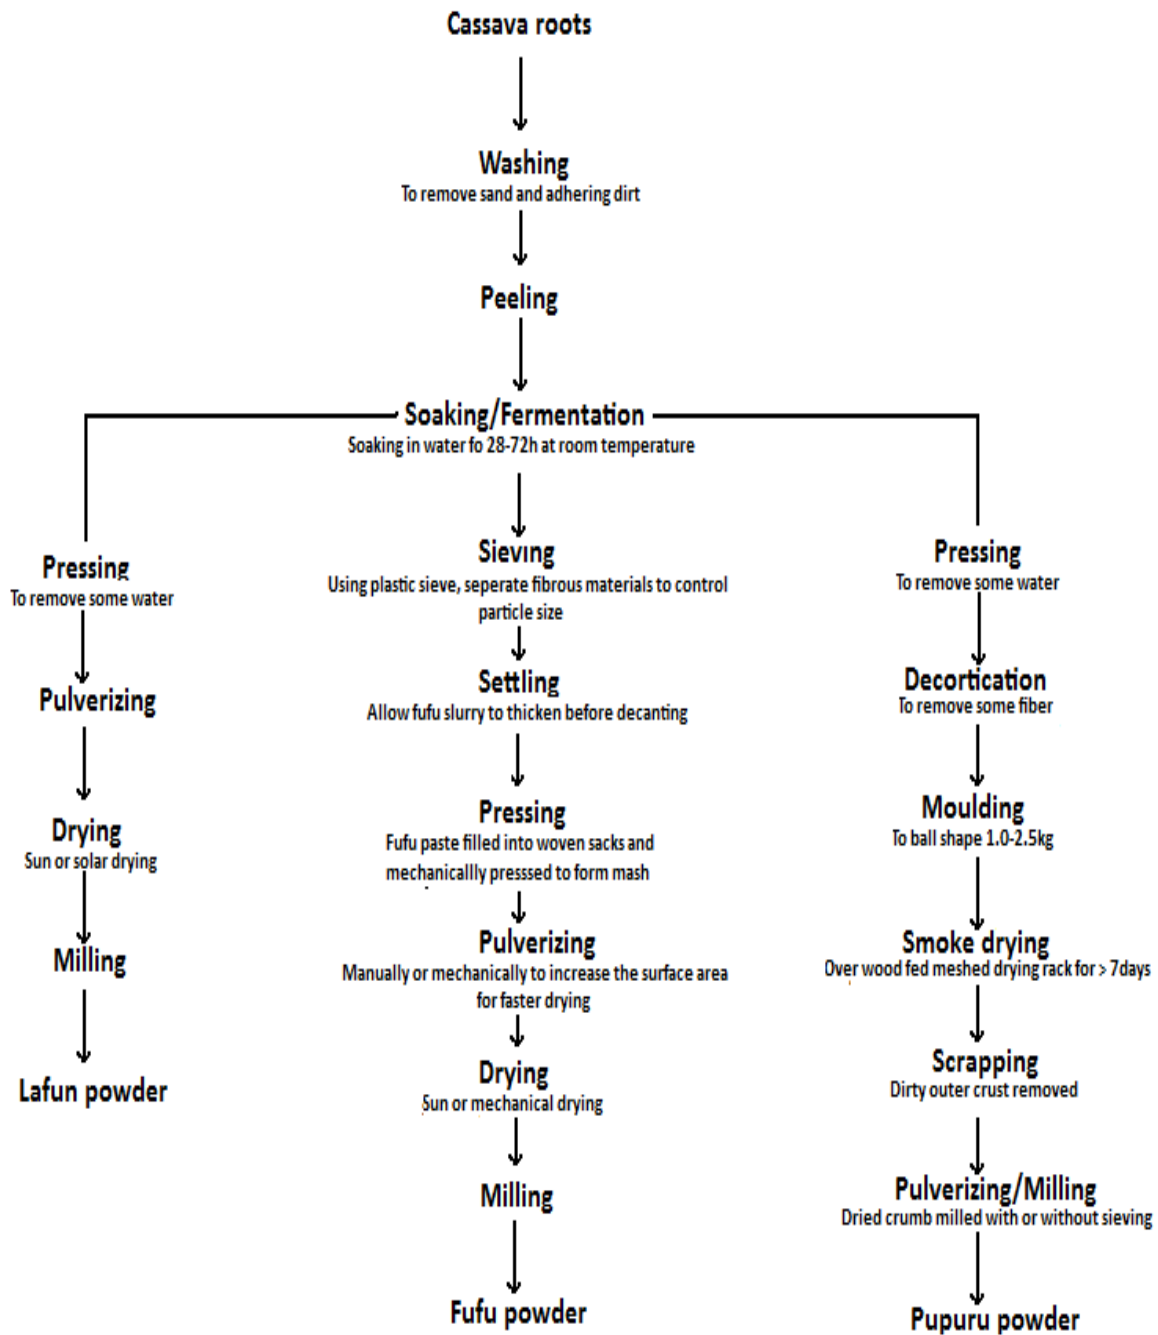 Cassava roots
Washing
To remove sand and adhering dirt
Peeling
Soaking/Fermentation
Soaking in water fo 28-72h at room temperature
Pressing
To remove some water
Pulverizing
Drying
Sun or solar drying
Milling
Lafun powder
Sieving
Using plastic sieve, seperate fibrous materials to control
particle size
Settling
Allow fufu slurry to thicken before decanting
Pressing
Fufu paste filled into woven sacks and
mechanicallly presssed to form mash
Pulverizing
Manually or mechanically to increase the surface area
for faster drying
Drying
Sun or mechanical drying
Milling
Fufu powder
Pressing
To remove some water
Decortication
To remove some fiber
Moulding
To ball shape 1.0-2.5kg
Smoke drying
Over wood fed meshed drying rack for > 7days
Scrapping
Dirty outer crust removed
Pulverizing/Milling
Dried crumb milled with or without sieving
Pupuru powder